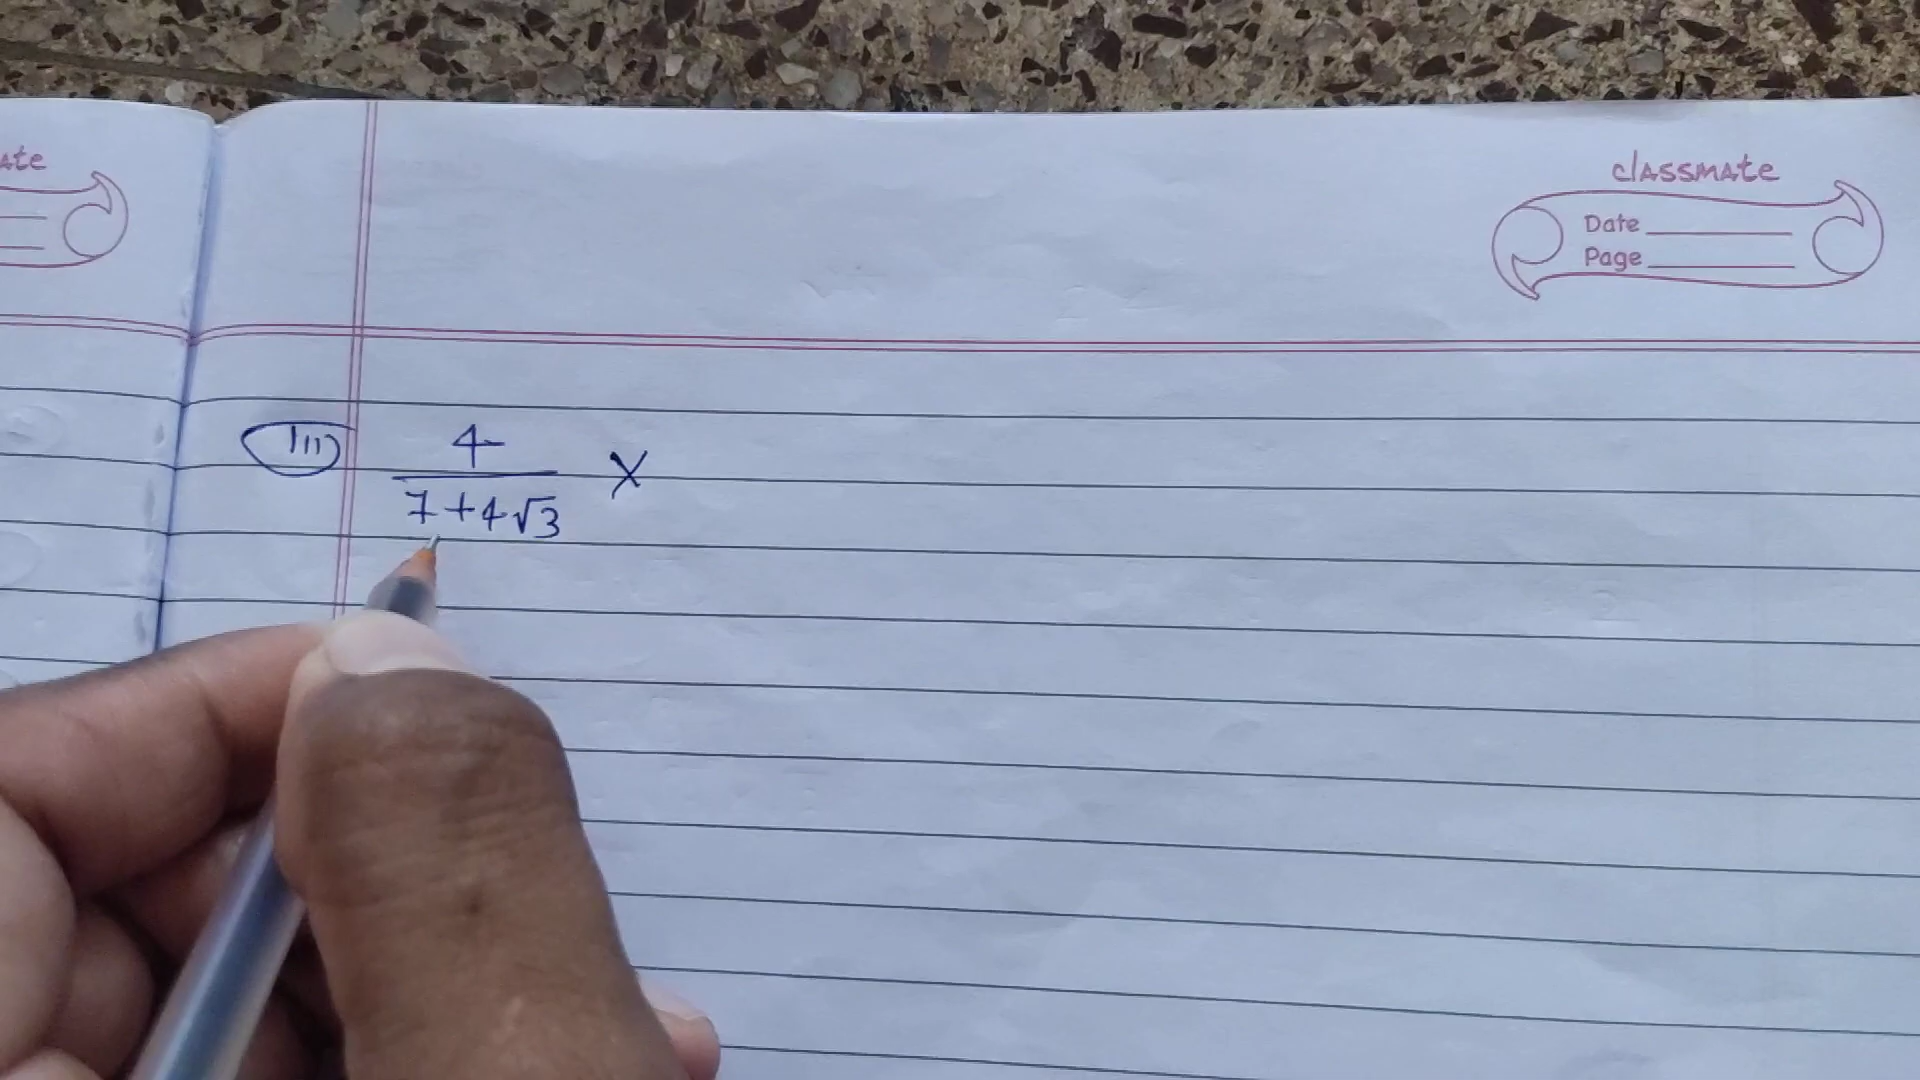 ate
classmate
Date
Page
(iii) 4/(7+4√3) ×